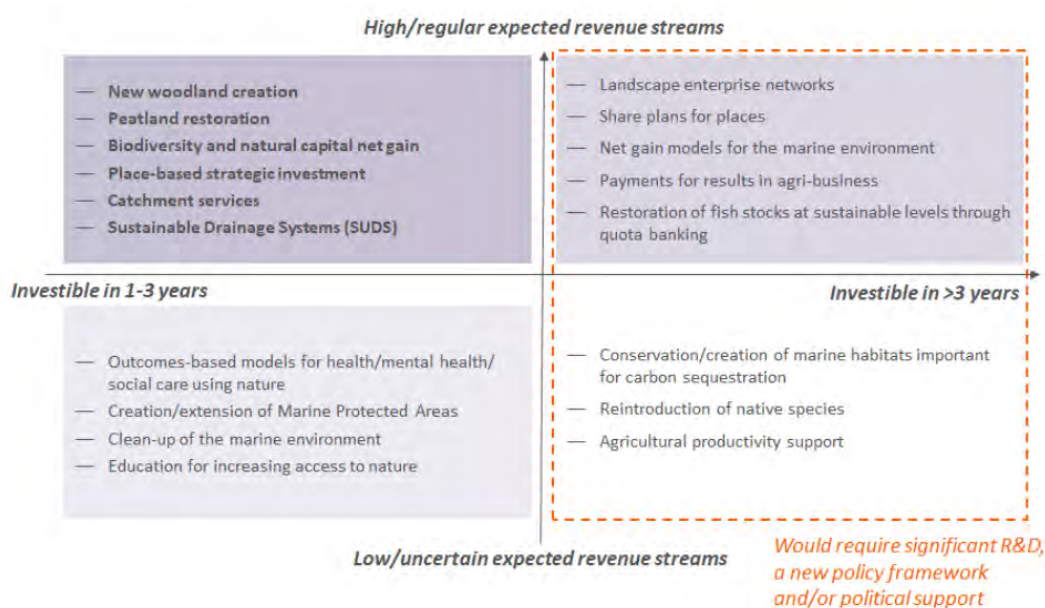 High/regular expected revenue streams
— New woodland creation
— Peatland restoration
— Biodiversity and natural capital net gain
— Place-based strategic investment
— Catchment services
— Sustainable Drainage Systems (SUDS)
— Landscape enterprise networks
— Share plans for places
— Net gain models for the marine environment
— Payments for results in agri-business
— Restoration of fish stocks at sustainable levels through
quota banking
Investible in 1-3 years
Investible in >3 years
— Outcomes-based models for health/mental health/
social care using nature
— Creation/extension of Marine Protected Areas
— Clean-up of the marine environment
— Education for increasing access to nature
— Conservation/creation of marine habitats important
for carbon sequestration
— Reintroduction of native species
— Agricultural productivity support
Low/uncertain expected revenue streams
Would require significant R&D,
a new policy framework
and/or political support